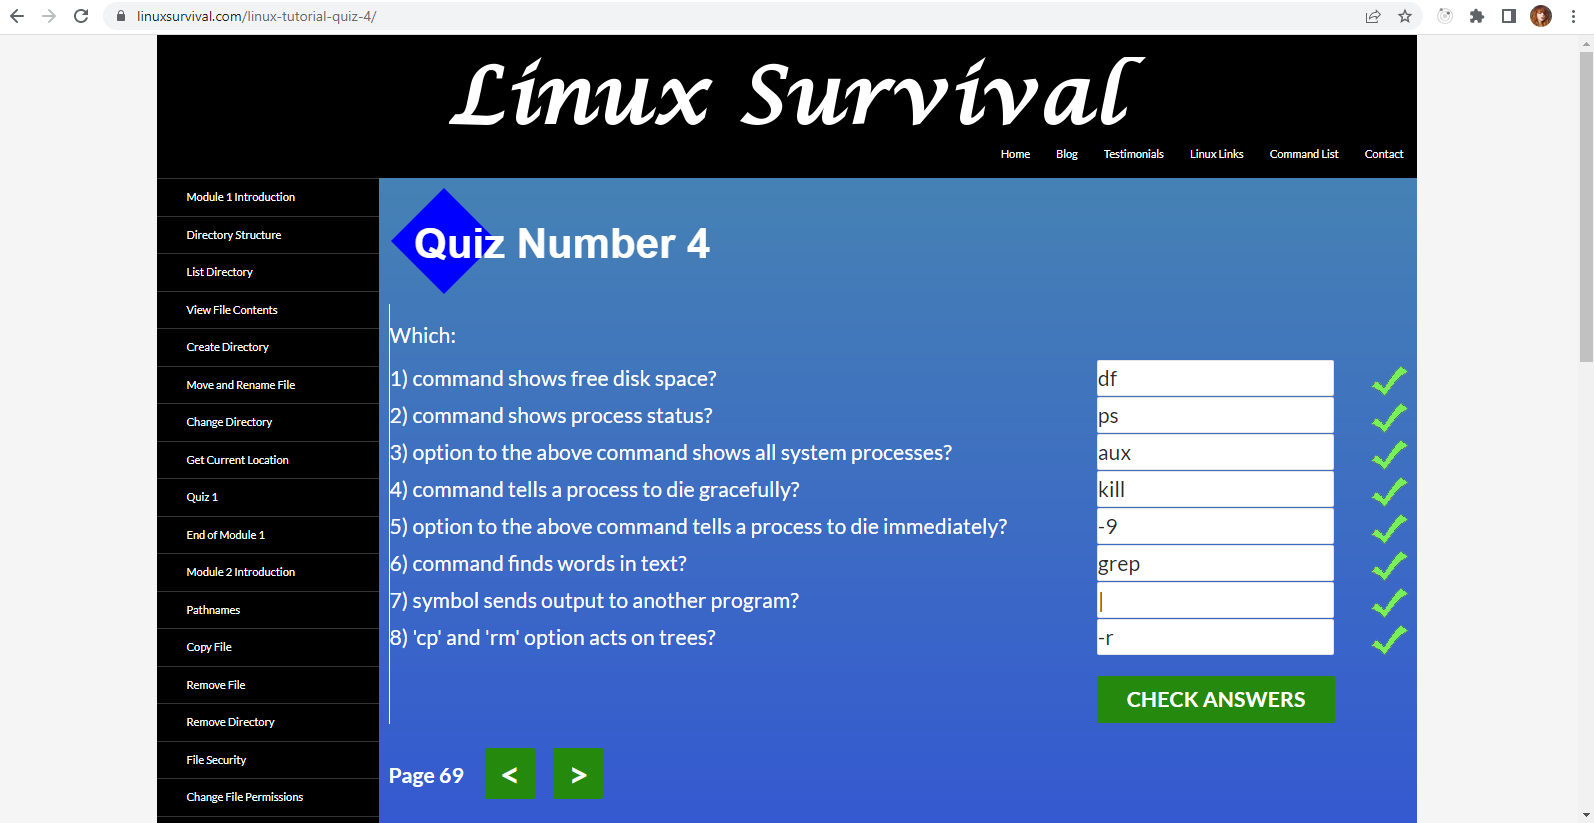 linuxsurvival.com/linux-tutorial-quiz-4/
Linux Survival
Home Blog Testimonials Linux Links Command List Contact
Module 1 Introduction
Directory Structure
List Directory
View File Contents
Create Directory
Move and Rename File
Change Directory
Get Current Location
Quiz 1
End of Module 1
Module 2 Introduction
Pathnames
Copy File
Remove File
Remove Directory
File Security
Change File Permissions
Quiz Number 4
Which:
1) command shows free disk space? df
2) command shows process status? ps
3) option to the above command shows all system processes? aux
4) command tells a process to die gracefully? kill
5) option to the above command tells a process to die immediately? -9
6) command finds words in text? grep
7) symbol sends output to another program? |
8) 'cp' and 'rm' option acts on trees? -r
CHECK ANSWERS
Page 69 < >